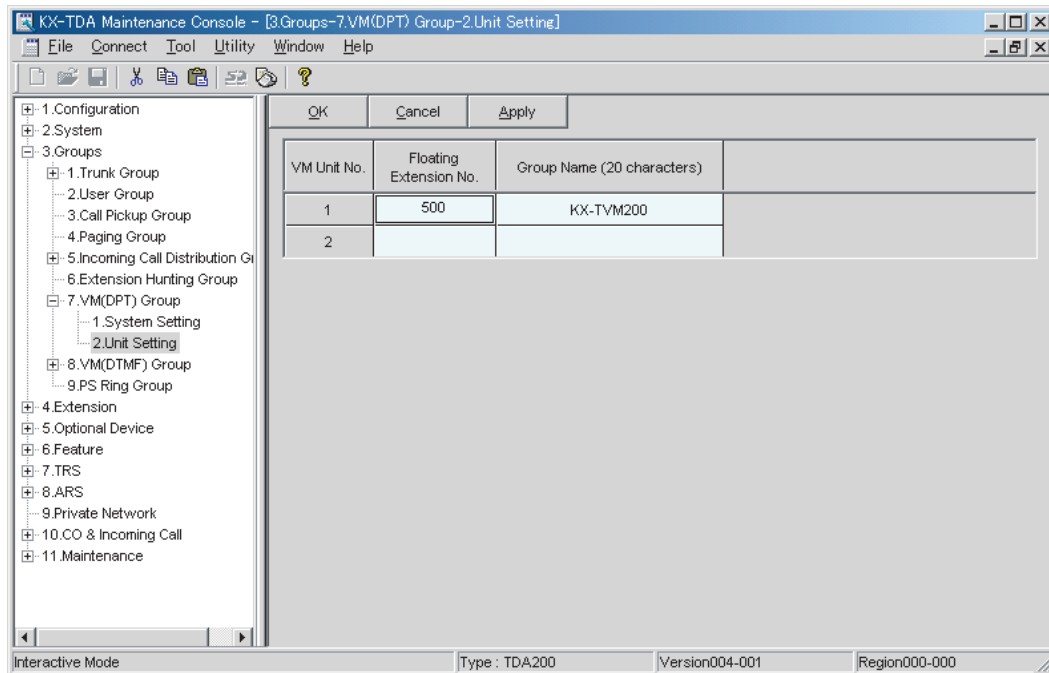 KX-TDA Maintenance Console - [3.Groups-7.VM(DPT) Group-2.Unit Setting]
File Connect Tool Utility Window Help
1.Configuration
2.System
3.Groups
1.Trunk Group
2.User Group
3.Call Pickup Group
4.Paging Group
5.Incoming Call Distribution Gr
6.Extension Hunting Group
7.VM(DPT) Group
1.System Setting
2.Unit Setting
8.VM(DTMF) Group
9.PS Ring Group
4.Extension
5.Optional Device
6.Feature
7.TRS
8.ARS
9.Private Network
10.CO & Incoming Call
11.Maintenance
OK Cancel Apply
VM Unit No. Floating Extension No. Group Name (20 characters)
1 500 KX-TVM200
2
Interactive Mode Type : TDA200 Version004-001 Region000-000